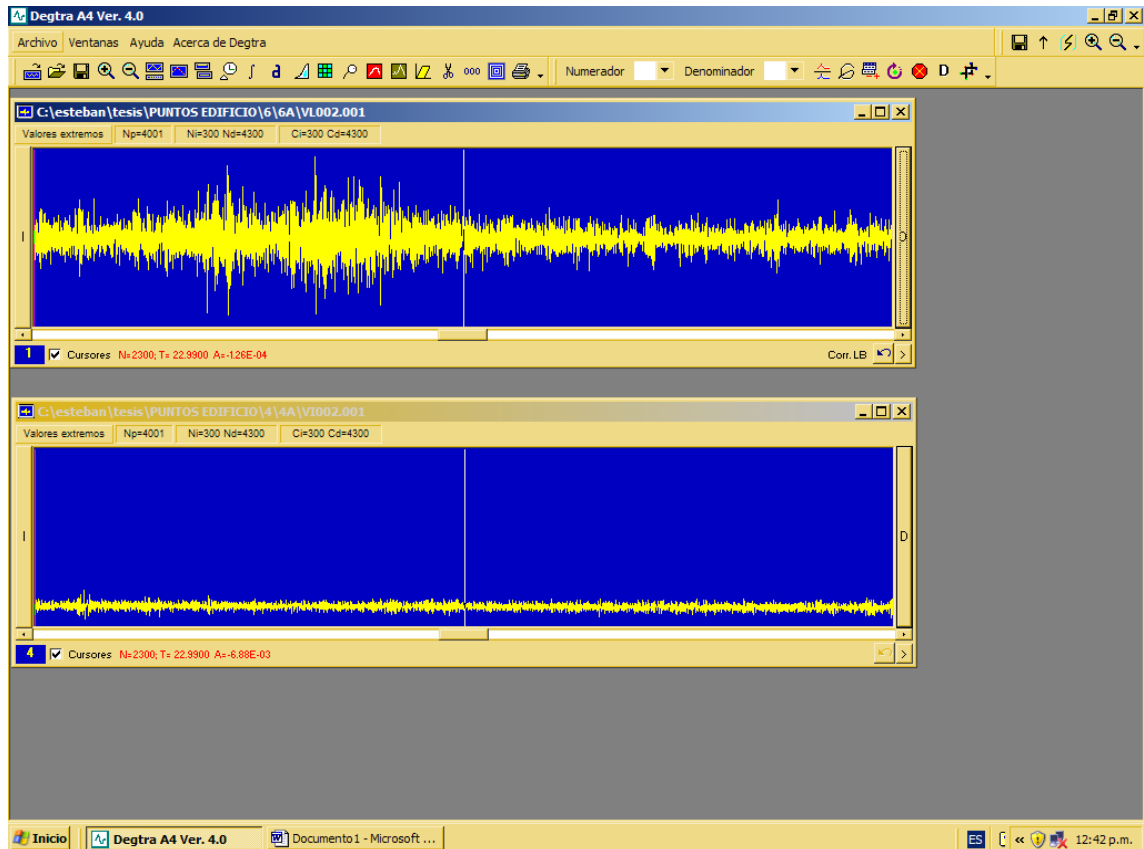 Degtra A4 Ver. 4.0
Archivo Ventanas Ayuda Acerca de Degtra
Numerador Denominador D
C:\esteban\tesis\PUNTOS EDIFICIO\6\6A\VL002.001
Valores extremos Np=4001 Ni=300 Nd=4300 Ci=300 Cd=4300
I D
1 Cursores N=2300; T= 22.9900 A=-1.26E-04 Corr. LB >
C:\esteban\tesis\PUNTOS EDIFICIO\4\4A\VI002.001
Valores extremos Np=4001 Ni=300 Nd=4300 Ci=300 Cd=4300
I D
4 Cursores N=2300; T= 22.9900 A=-6.88E-03 >
Inicio Degtra A4 Ver. 4.0 Documento1 - Microsoft ... ES « 12:42 p.m.